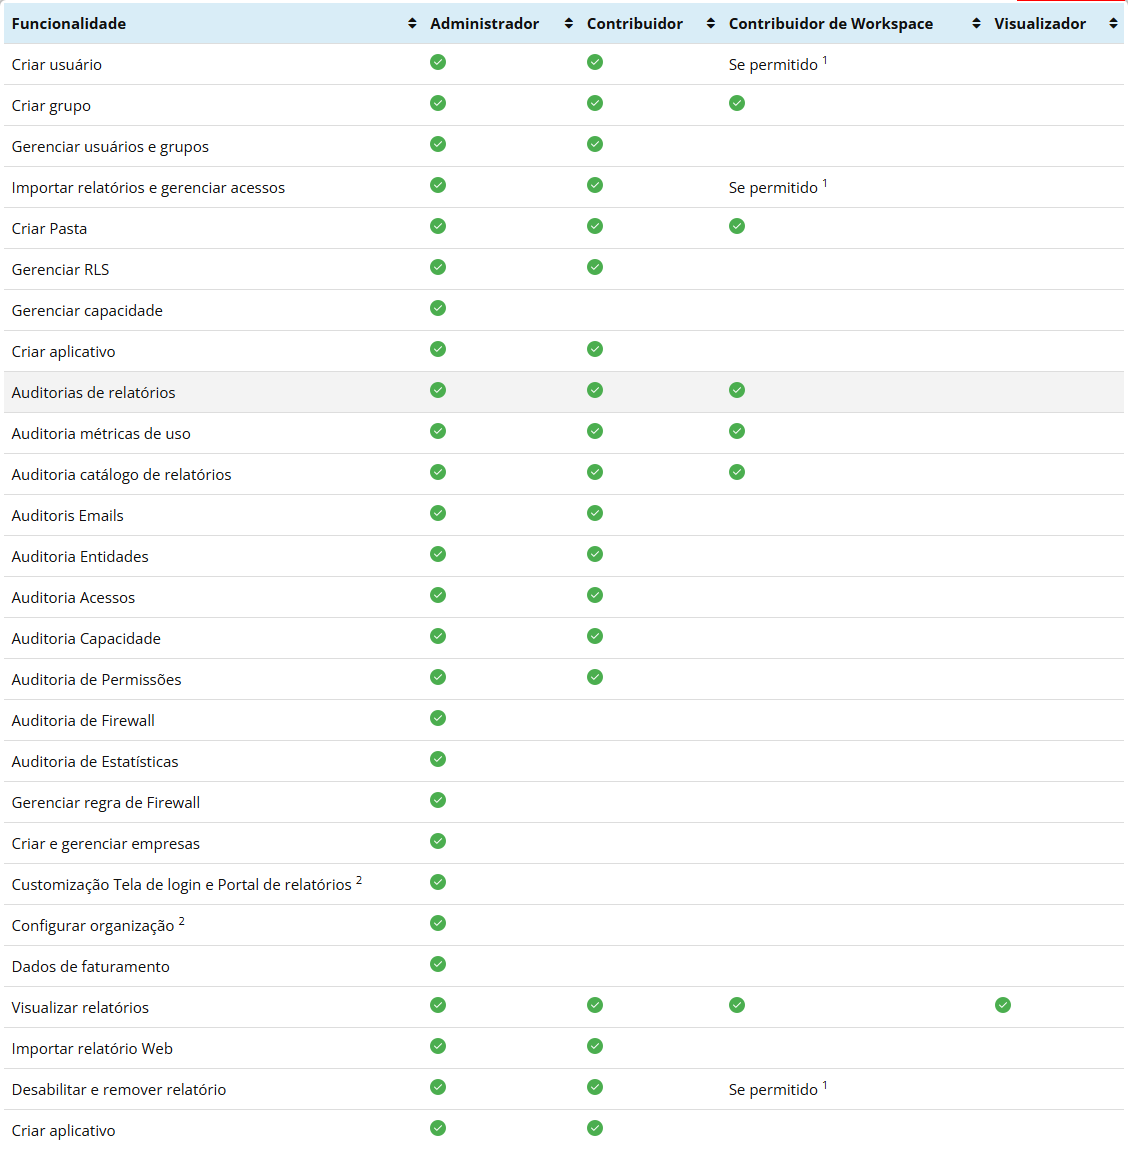 Funcionalidade Administrador Contribuidor Contribuidor de Workspace Visualizador
Criar usuário Se permitido 1
Criar grupo
Gerenciar usuários e grupos
Importar relatórios e gerenciar acessos Se permitido 1
Criar Pasta
Gerenciar RLS
Gerenciar capacidade
Criar aplicativo
Auditorias de relatórios
Auditoria métricas de uso
Auditoria catálogo de relatórios
Auditoris Emails
Auditoria Entidades
Auditoria Acessos
Auditoria Capacidade
Auditoria de Permissões
Auditoria de Firewall
Auditoria de Estatísticas
Gerenciar regra de Firewall
Criar e gerenciar empresas
Customização Tela de login e Portal de relatórios 2
Configurar organização 2
Dados de faturamento
Visualizar relatórios
Importar relatório Web
Desabilitar e remover relatório Se permitido 1
Criar aplicativo